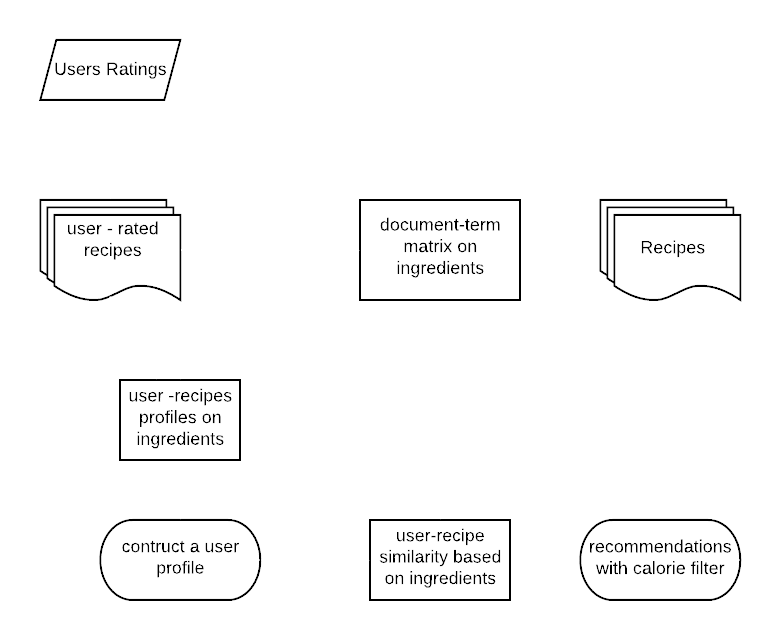 Users Ratings
user - rated
recipes
document-term
matrix on
ingredients
Recipes
user -recipes
profiles on
ingredients
contruct a user
profile
user-recipe
similarity based
on ingredients
recommendations
with calorie filter